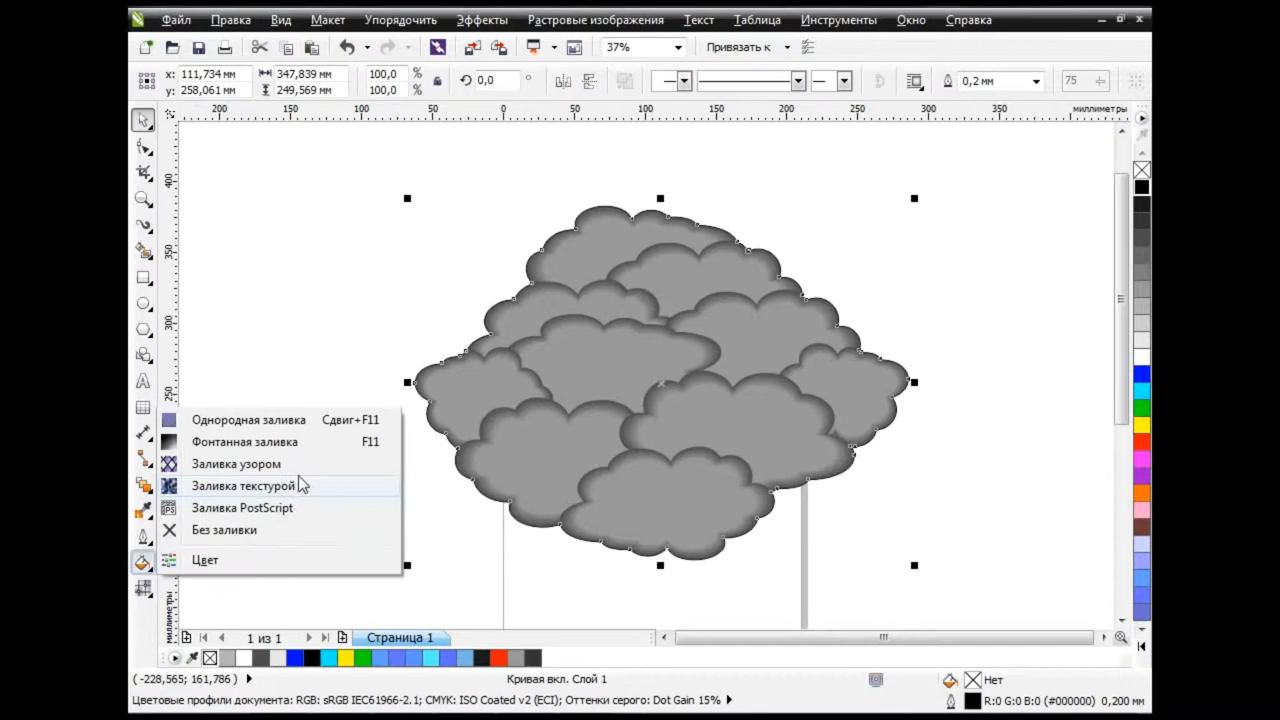 Файл Правка Вид Макет Упорядочить Эффекты Растровые изображения Текст Таблица Инструменты Окно Справка
37% Привязать к
x: 111,734 мм 347,839 мм 100,0 % 0,0 ° 0,2 мм 75
y: 258,061 мм 249,569 мм 100,0 %
200 150 100 50 0 50 100 150 200 250 300 350 миллиметры
400
350
300
250
Однородная заливка Сдвиг+F11
Фонтанная заливка F11
Заливка узором
Заливка текстурой
Заливка PostScript
Без заливки
Цвет
миллиметры
1 из 1 Страница 1
( -228,565; 161,786 ) Кривая вкл. Слой 1 Нет
Цветовые профили документа: RGB: sRGB IEC61966-2.1; CMYK: ISO Coated v2 (ECI); Оттенки серого: Dot Gain 15% R:0 G:0 B:0 (#000000) 0,200 мм